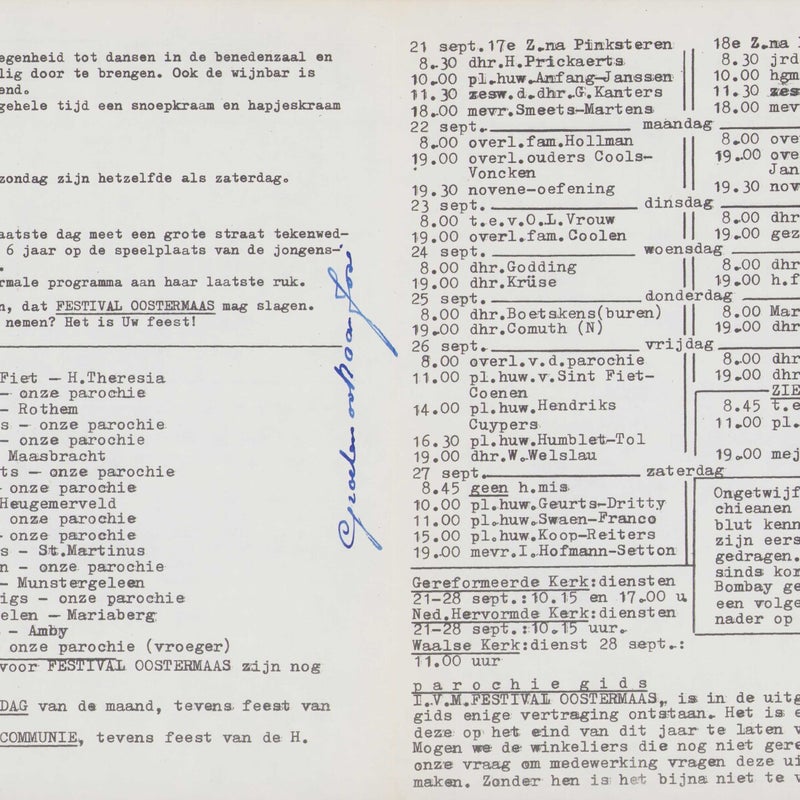 egenheid tot dansen in de benedenzaal en
lig door te brengen. Ook de wijnbar is
end.
gehele tijd een snoepkraam en hapjeskraam
zondag zijn hetzelfde als zaterdag.
aatste dag meet een grote straat tekenwed-
6 jaar op de speelplaats van de jongens-
rmale programma aan haar laatste ruk.
n, dat FESTIVAL OOSTERMAAS mag slagen.
nemen? Het is Uw feest!
Fiet — H.Theresia
— onze parochie
— Rothem
s — onze parochie
— onze parochie
Maasbracht
ts — onze parochie
— onze parochie
Heugemerveld
onze parochie
onze parochie
s — St.Martinus
n — onze parochie
— Munstergeleen
igs — onze parochie
elen — Mariaberg
— Amby
onze parochie (vroeger)
voor FESTIVAL OOSTERMAAS zijn nog
DAG van de maand, tevens feest van
COMMUNIE, tevens feest van de H.
21 sept.17e Z.na Pinksteren
8.30 dhr.H.Prickaerts
10.00 pl.huw.Anfang-Janssen
11.30 zesw.d.dhr.G.Kanters
18.00 mevr.Smeets-Martens
22 sept. maandag
8.00 overl.fam.Hollman
19.00 overl.ouders Cools-
Voncken
19.30 novene-oefening
23 sept. dinsdag
8.00 t.e.v.O.L.Vrouw
19.00 overl.fam.Coolen
24 sept. woensdag
8.00 dhr.Godding
19.00 dhr.Krüse
25 sept. donderdag
8.00 dhr.Boetskens(buren)
19.00 dhr.Comuth (N)
26 sept. vrijdag
8.00 overl.v.d.parochie
11.00 pl.huw.v.Sint Fiet-
Coenen
14.00 pl.huw.Hendriks
Cuypers
16.30 pl.huw.Humblet-Tol
19.00 dhr.W.Welslau
27 sept. zaterdag
8.45 geen h.mis
10.00 pl.huw.Geurts-Dritty
11.00 pl.huw.Swaen-Franco
15.00 pl.huw.Koop-Reiters
19.00 mevr.I.Hofmann-Setton
Gereformeerde Kerk:diensten
21-28 sept.:10.15 en 17.00 u.
Ned.Hervormde Kerk:diensten
21-28 sept.:10.15 uur.
Waalse Kerk:dienst 28 sept.:
11.00 uur
parochie gids
I.V.M.FESTIVAL OOSTERMAAS, is in de uitg
gids enige vertraging ontstaan. Het is e
deze op het eind van dit jaar te laten v
Mogen we de winkeliers die nog niet gere
onze vraag om medewerking vragen deze ui
maken. Zonder hen is het bijna niet te v
18e Z.na
8.30 jrd
10.00 hgm
11.30 zes
18.00 mev
8.00 ove
19.00 ove
Jan
19.30 nov
8.00 dhr
19.00 gez
8.00 dhr
19.00 h.f
8.00 Mar
19.00 dhr
8.00 dhr
19.00 dhr
ZIE
8.45 t.e
11.00 pl.
19.00 mej
Ongetwijf
chieanen
blut kenn
zijn eers
gedragen.
sinds kor
Bombay ge
een volge
nader op